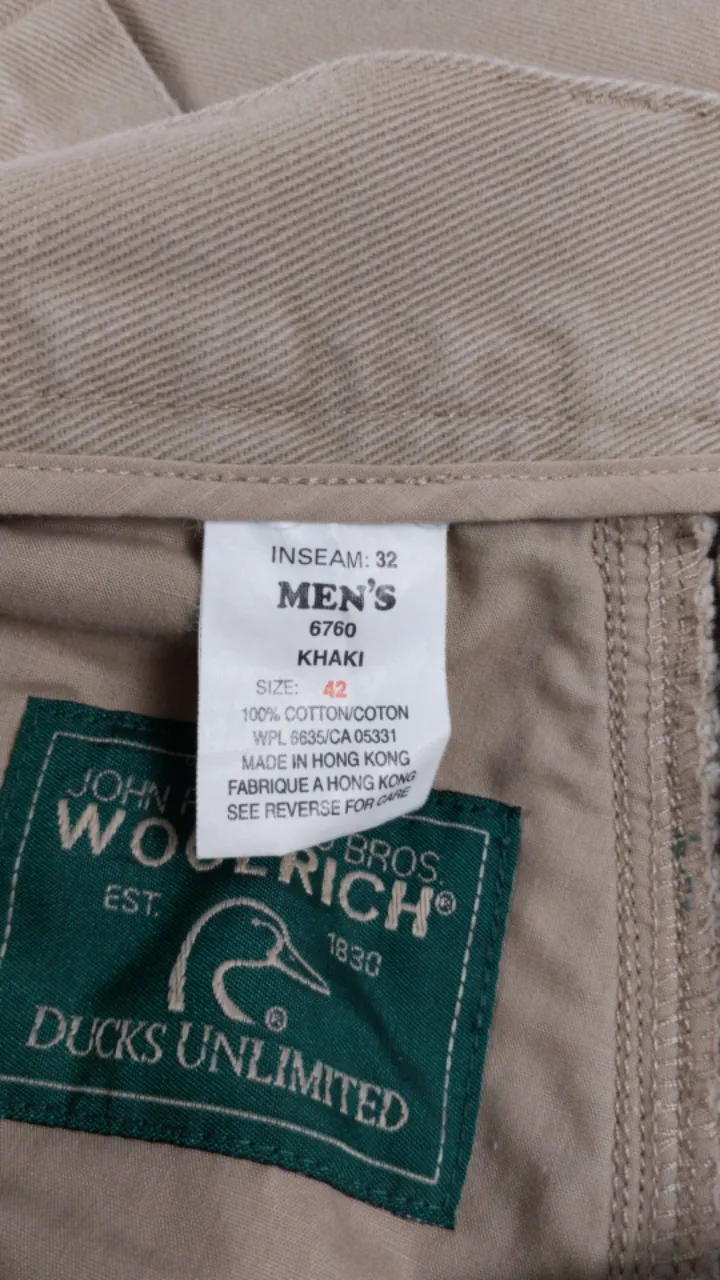 INSEAM: 32
MEN'S
6760
KHAKI
SIZE: 42
100% COTTON/COTON
WPL 6635/CA 05331
MADE IN HONG KONG
FABRIQUE A HONG KONG
SEE REVERSE FOR CARE
JOHN BROS.
WOOLRICH®
EST. 1830
®
DUCKS UNLIMITED